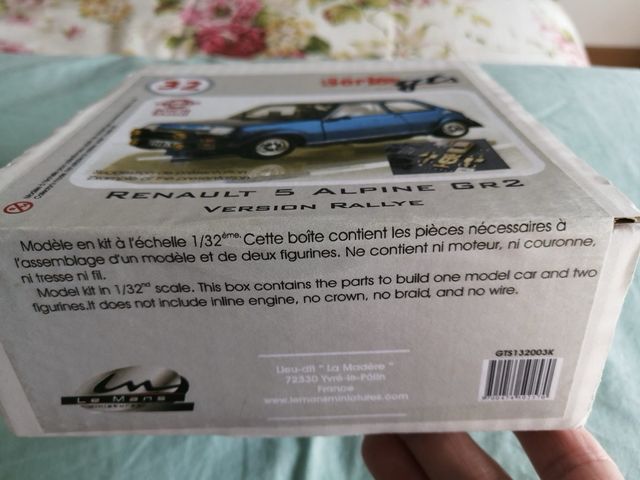 32
Série gts
RENAULT 5 ALPINE GR2
VERSION RALLYE
Modèle en kit à l'échelle 1/32ème. Cette boîte contient les pièces nécessaires à
l'assemblage d'un modèle et de deux figurines. Ne contient ni moteur, ni couronne,
ni tresse ni fil.
Model kit in 1/32nd scale. This box contains the parts to build one model car and two
figurines.It does not include inline engine, no crown, no braid, and no wire.
Le Mans
miniatures
Lieu-dit " La Madère "
72330 Yvré-le-Pôlin
France
www.lemansminiatures.com
GTS132003K